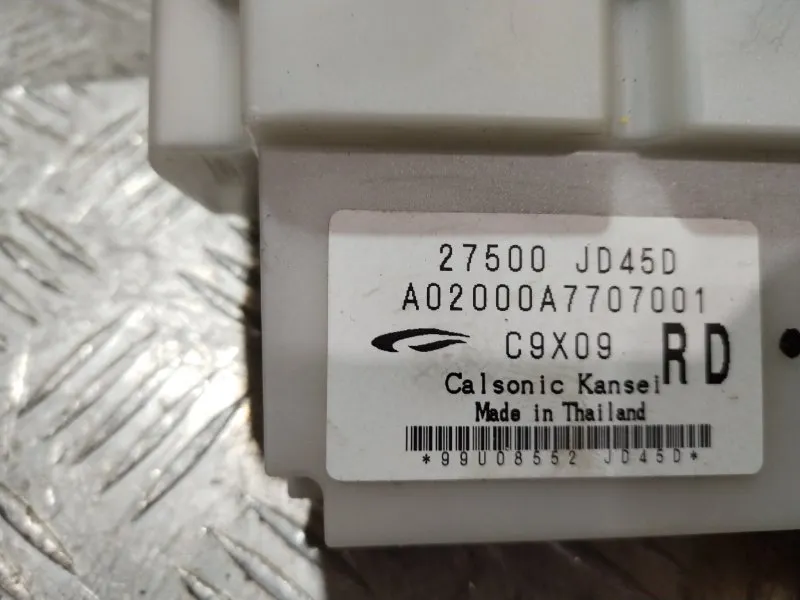 27500 JD45D
A02000A7707001
C9X09 RD
Calsonic Kansei
Made in Thailand
*99U08552 JD45D*